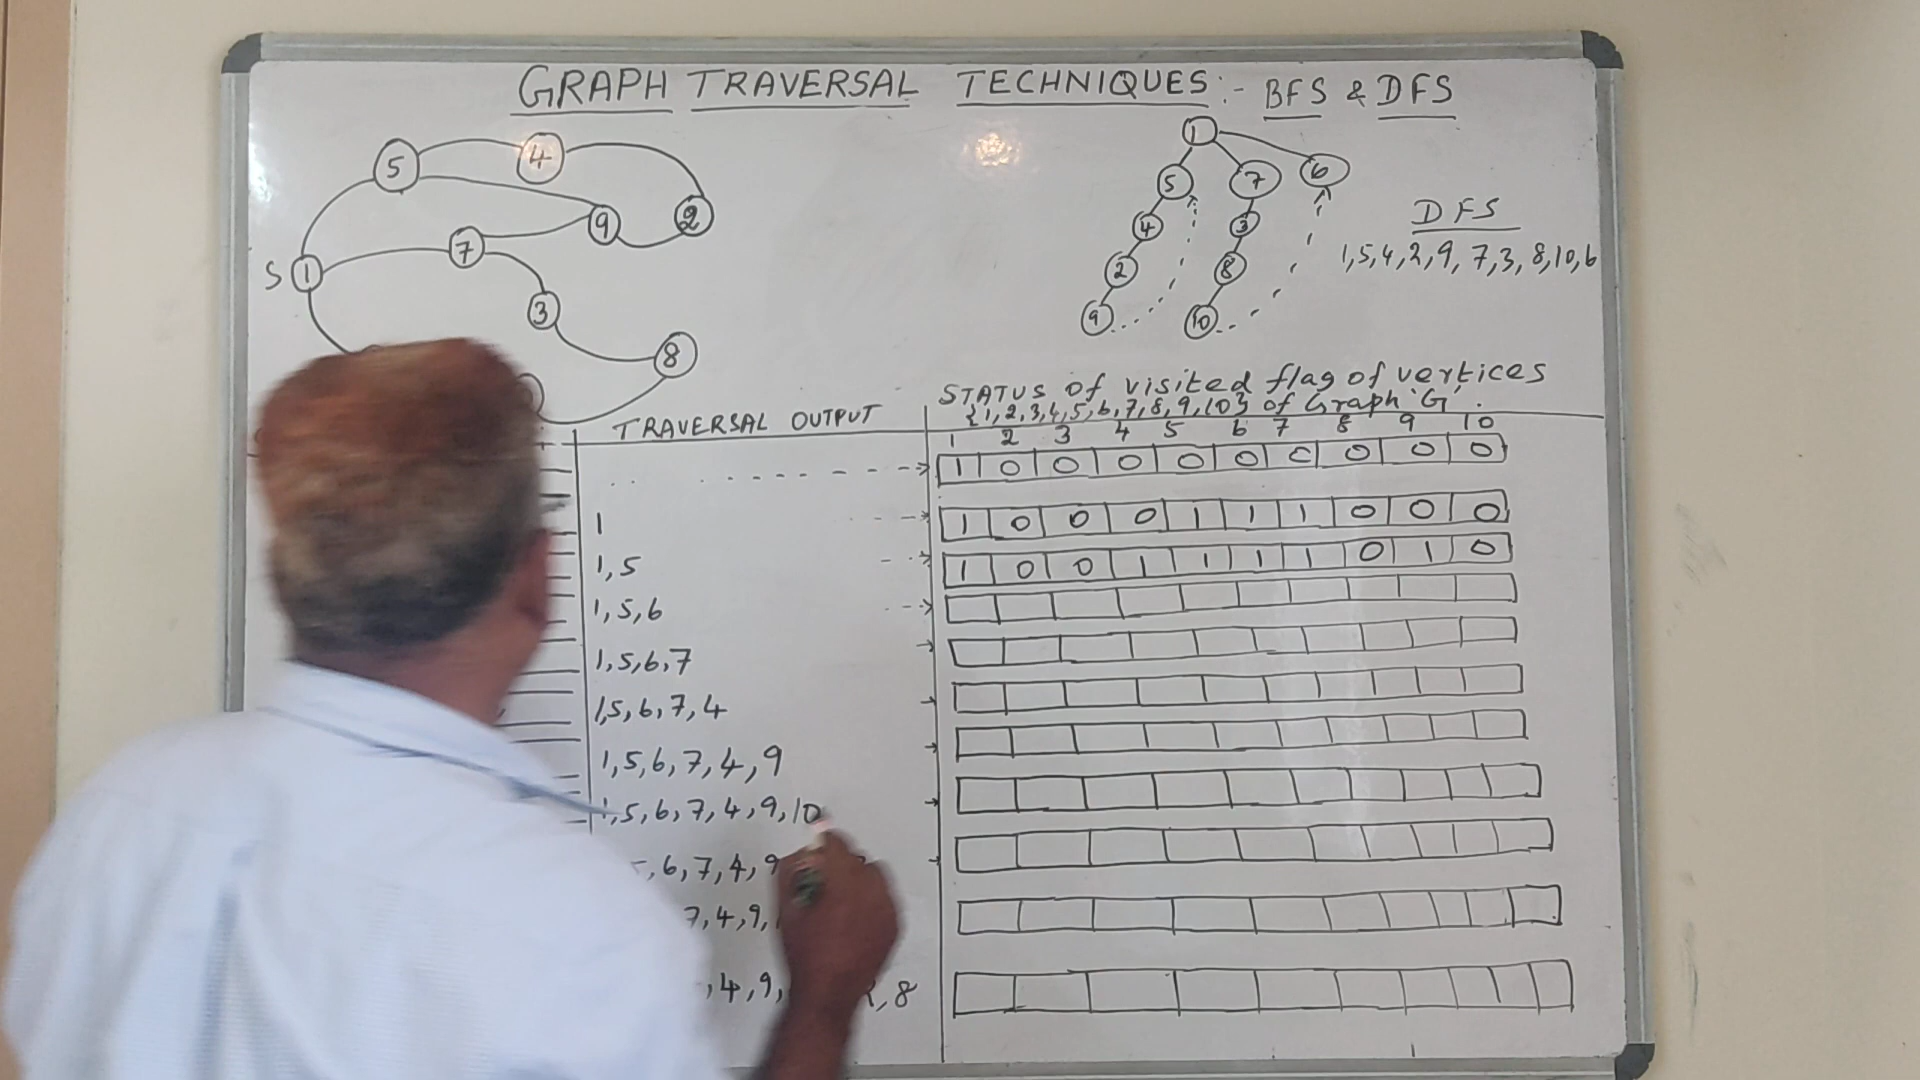 GRAPH TRAVERSAL TECHNIQUES:- BFS & DFS
5 4 9 2 7 S 1 3 8
1
5 7 6
4 3
2 8
9 10
DFS
1,5,4,2,9,7,3,8,10,6
TRAVERSAL OUTPUT
STATUS of visited flag of vertices
{1,2,3,4,5,6,7,8,9,10} of Graph 'G'.
1 2 3 4 5 6 7 8 9 10
1 0 0 0 0 0 0 0 0 0
1
1 0 0 0 1 1 1 0 0 0
1,5
1 0 0 1 1 1 1 0 1 0
1,5,6
1,5,6,7
1,5,6,7,4
1,5,6,7,4,9
1,5,6,7,4,9,10
,6,7,4,9
7,4,9,
,4,9, ,8